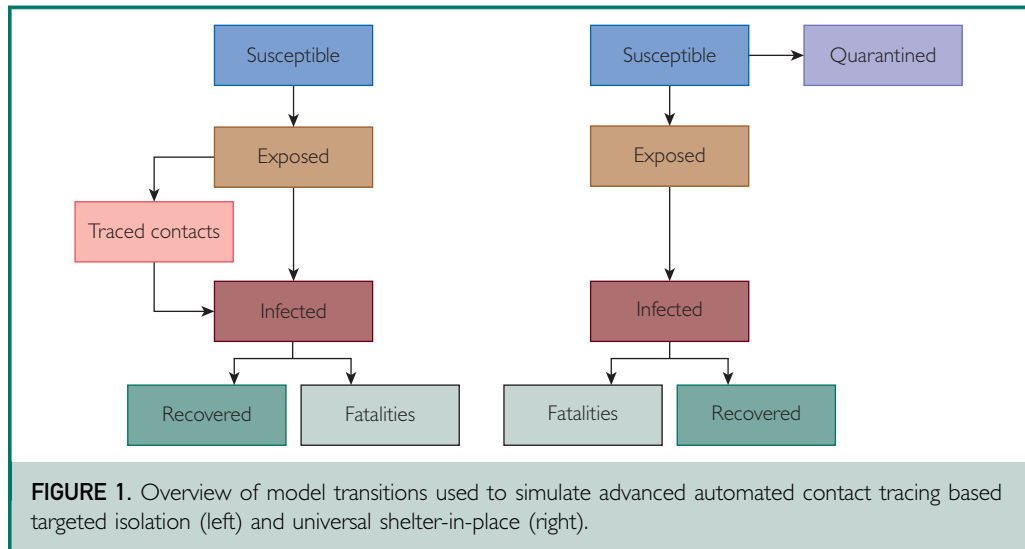 Susceptible
Exposed
Traced contacts
Infected
Recovered
Fatalities
Susceptible
Quarantined
Exposed
Infected
Fatalities
Recovered
FIGURE 1. Overview of model transitions used to simulate advanced automated contact tracing based
targeted isolation (left) and universal shelter-in-place (right).